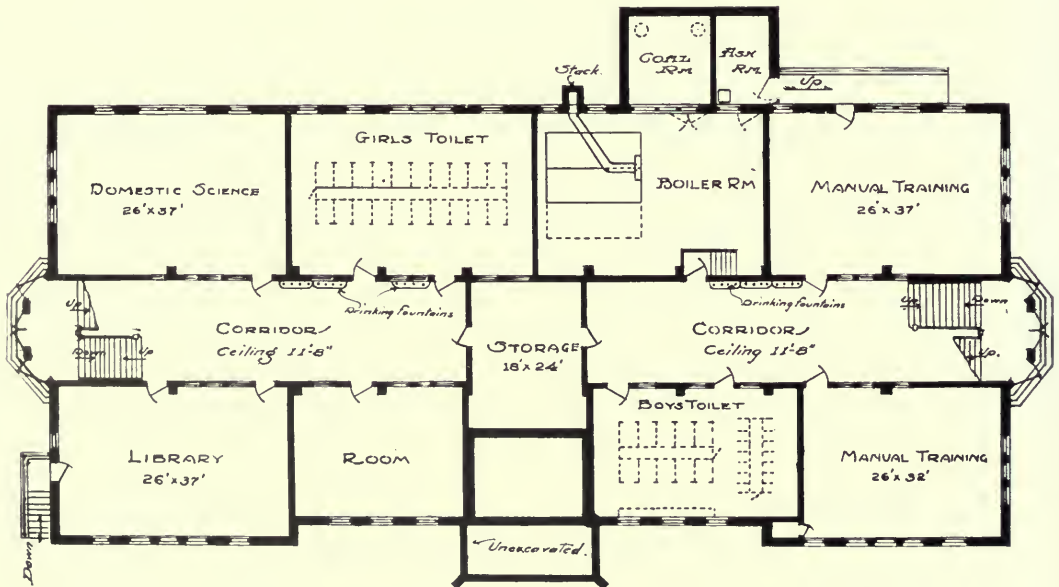 Stack.
COAL
RM
ASH
RM
Up
GIRLS TOILET
DOMESTIC SCIENCE
26'x37'
BOILER RM
MANUAL TRAINING
26'x37'
Up
Drinking fountains
Drinking fountains
Up
Down
CORRIDOR
Ceiling 11'-8"
STORAGE
18'x24'
CORRIDOR
Ceiling 11'-8"
Down
Up
Up.
LIBRARY
26'x37'
ROOM
BOYS TOILET
MANUAL TRAINING
26'x32'
Unexcavated.
Down